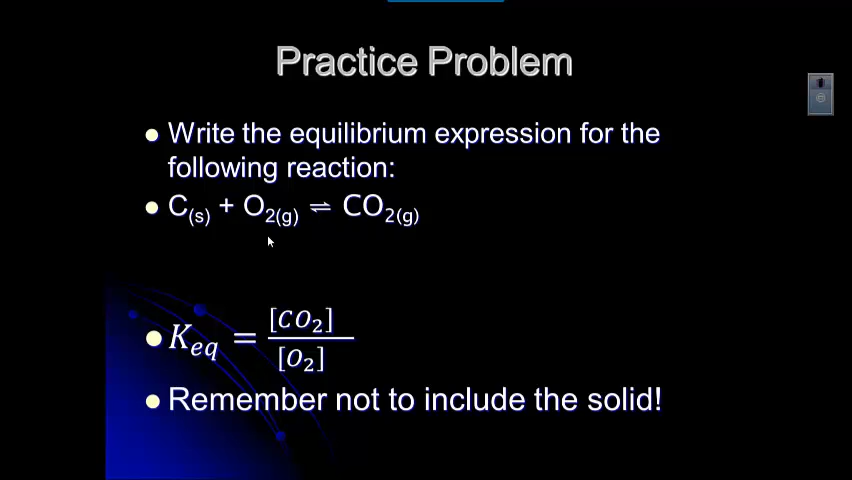 Practice Problem
Write the equilibrium expression for the
following reaction:
C(s) + O2(g) ⇌ CO2(g)
Keq = [CO2] / [O2]
Remember not to include the solid!